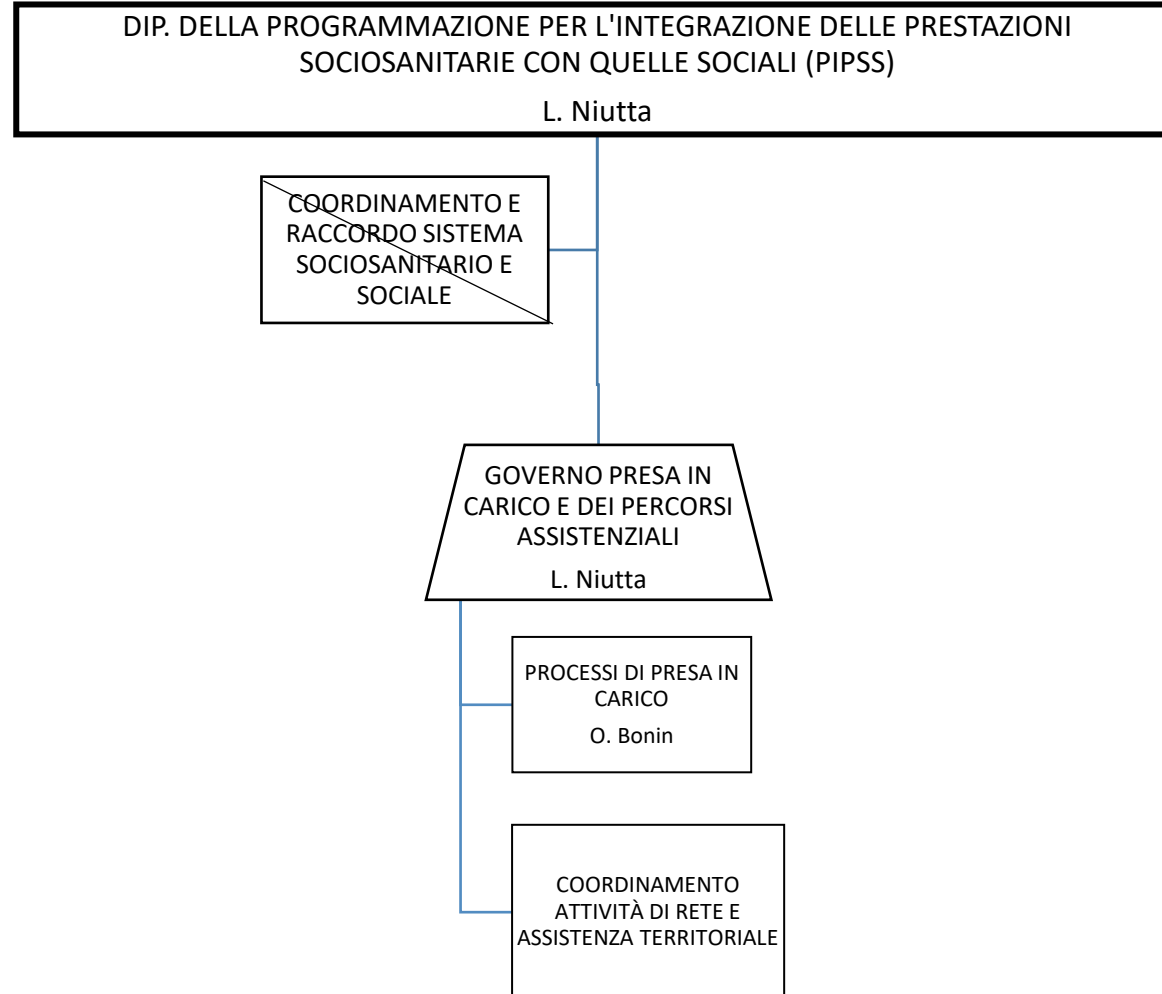 DIP. DELLA PROGRAMMAZIONE PER L'INTEGRAZIONE DELLE PRESTAZIONI
SOCIOSANITARIE CON QUELLE SOCIALI (PIPSS)
L. Niutta
COORDINAMENTO E
RACCORDO SISTEMA
SOCIOSANITARIO E
SOCIALE
GOVERNO PRESA IN
CARICO E DEI PERCORSI
ASSISTENZIALI
L. Niutta
PROCESSI DI PRESA IN
CARICO
O. Bonin
COORDINAMENTO
ATTIVITÀ DI RETE E
ASSISTENZA TERRITORIALE